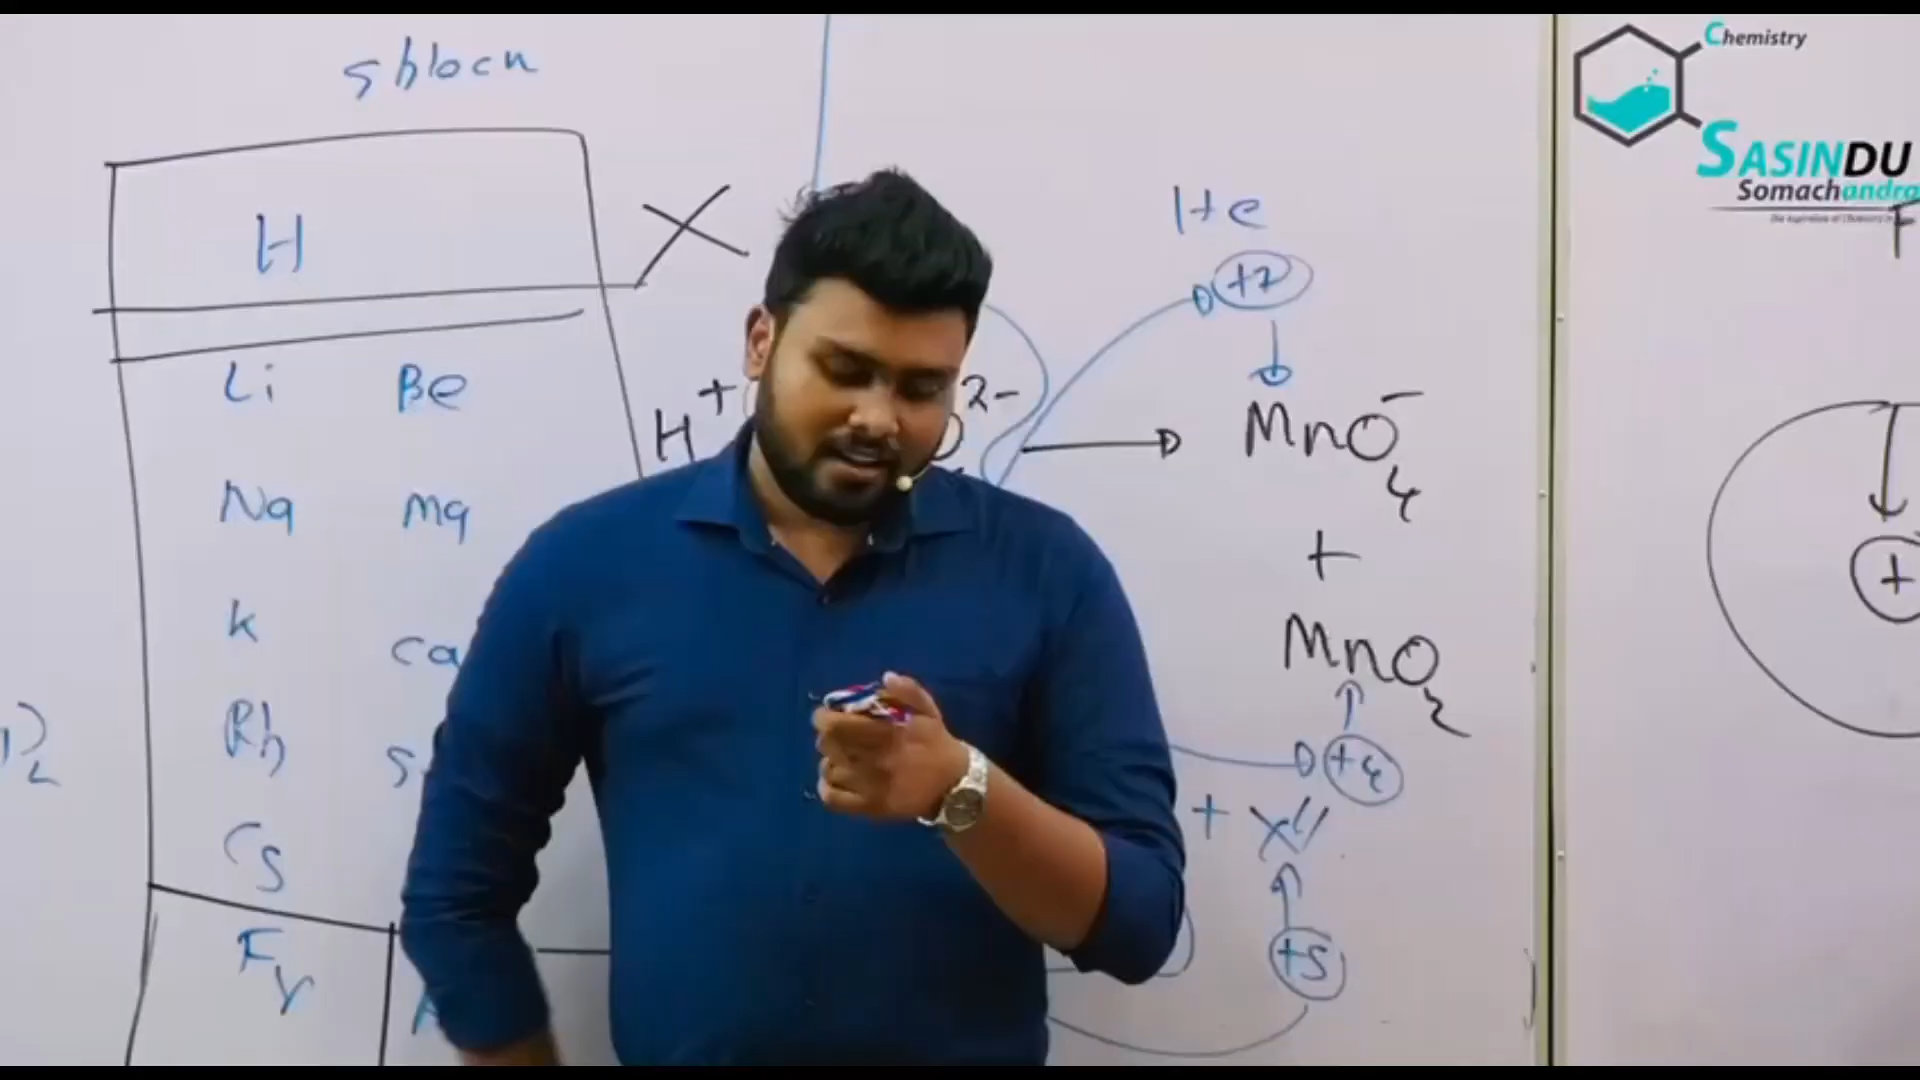 s block
H
Li Be
Na Mg
K Ca
Rb S
Cs
Fr
H+
2-
He
+7
MnO4-
+
MnO2
+4
+ X
+5
+
Chemistry
SASINDU
Somachandra